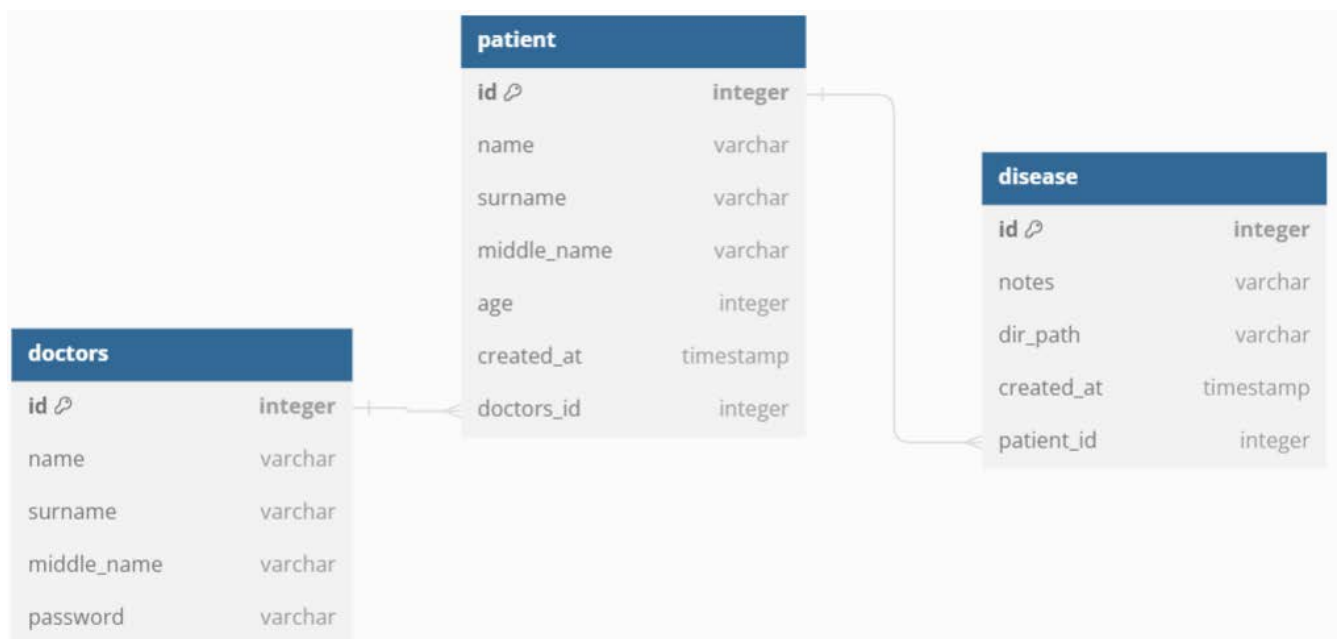 patient
id integer
name varchar
surname varchar
middle_name varchar
age integer
created_at timestamp
doctors_id integer
disease
id integer
notes varchar
dir_path varchar
created_at timestamp
patient_id integer
doctors
id integer
name varchar
surname varchar
middle_name varchar
password varchar